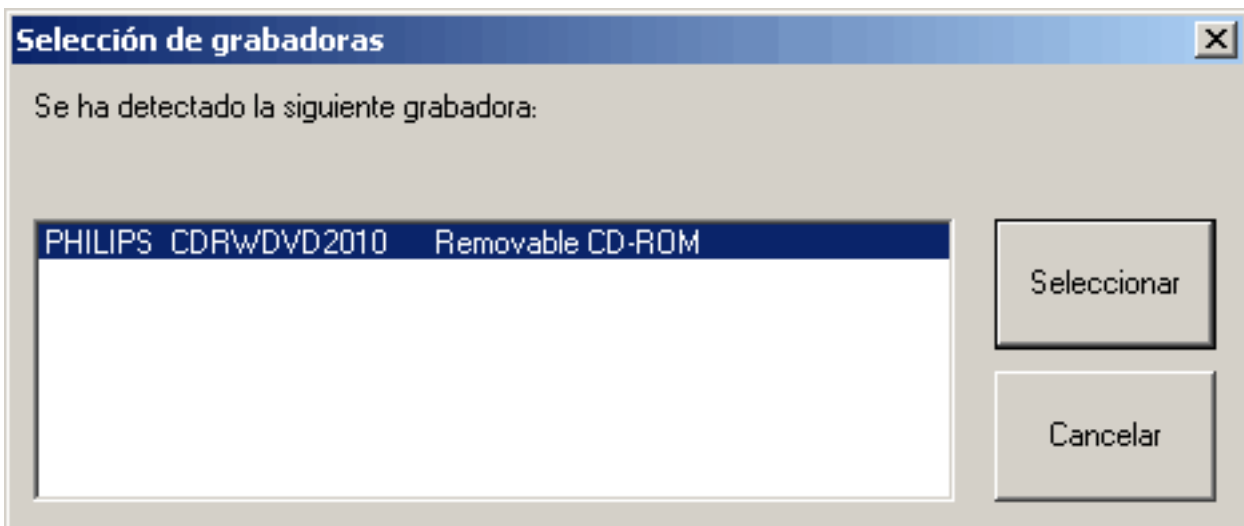 Selección de grabadoras
Se ha detectado la siguiente grabadora:
PHILIPS CDRWDVD2010 Removable CD-ROM
Seleccionar
Cancelar